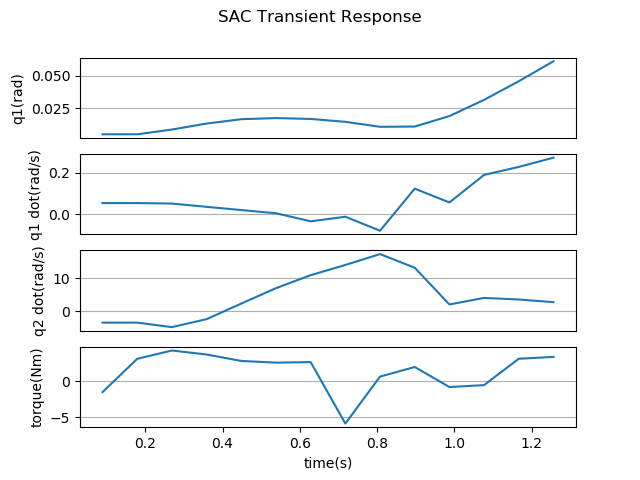 SAC Transient Response
q1(rad)
0.050
0.025
q1 dot(rad/s)
0.2
0.0
q2 dot(rad/s)
10
0
torque(Nm)
0
−5
0.2 0.4 0.6 0.8 1.0 1.2
time(s)